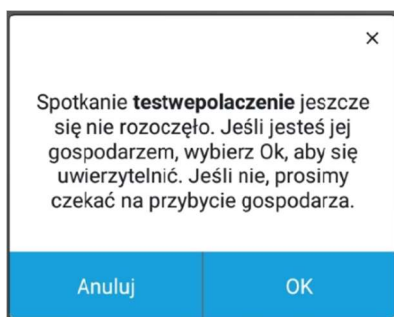 Spotkanie testwepolaczenie jeszcze
się nie rozoczęło. Jeśli jesteś jej
gospodarzem, wybierz Ok, aby się
uwierzytelnić. Jeśli nie, prosimy
czekać na przybycie gospodarza.
Anuluj OK